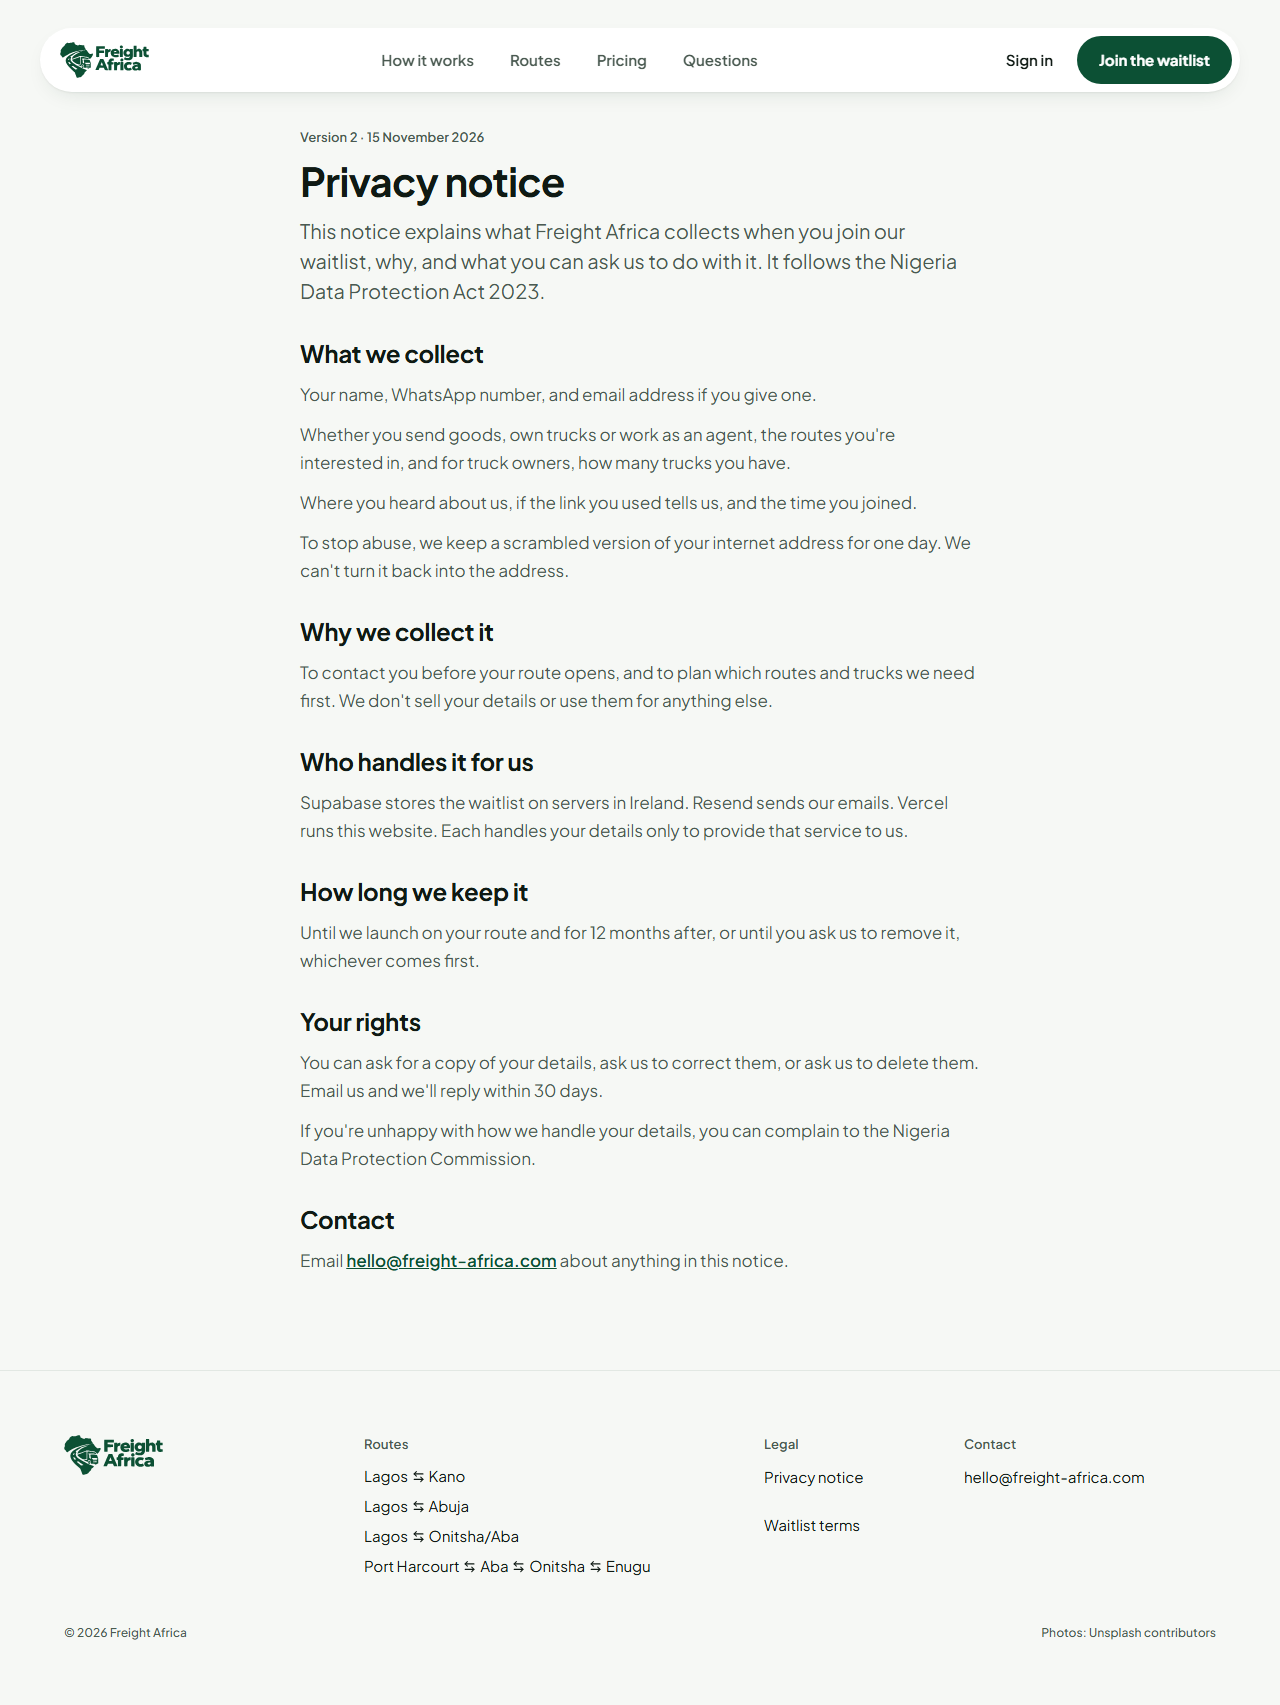 Freight
Africa
How it works
Routes
Pricing
Questions
Sign in
Join the waitlist
Version 2 · 15 November 2026
Privacy notice
This notice explains what Freight Africa collects when you join our
waitlist, why, and what you can ask us to do with it. It follows the Nigeria
Data Protection Act 2023.
What we collect
Your name, WhatsApp number, and email address if you give one.
Whether you send goods, own trucks or work as an agent, the routes you're
interested in, and for truck owners, how many trucks you have.
Where you heard about us, if the link you used tells us, and the time you joined.
To stop abuse, we keep a scrambled version of your internet address for one day. We
can't turn it back into the address.
Why we collect it
To contact you before your route opens, and to plan which routes and trucks we need
first. We don't sell your details or use them for anything else.
Who handles it for us
Supabase stores the waitlist on servers in Ireland. Resend sends our emails. Vercel
runs this website. Each handles your details only to provide that service to us.
How long we keep it
Until we launch on your route and for 12 months after, or until you ask us to remove it,
whichever comes first.
Your rights
You can ask for a copy of your details, ask us to correct them, or ask us to delete them.
Email us and we'll reply within 30 days.
If you're unhappy with how we handle your details, you can complain to the Nigeria
Data Protection Commission.
Contact
Email hello@freight-africa.com about anything in this notice.
Freight
Africa
Routes
Lagos ⇆ Kano
Lagos ⇆ Abuja
Lagos ⇆ Onitsha/Aba
Port Harcourt ⇆ Aba ⇆ Onitsha ⇆ Enugu
Legal
Privacy notice
Waitlist terms
Contact
hello@freight-africa.com
© 2026 Freight Africa
Photos: Unsplash contributors